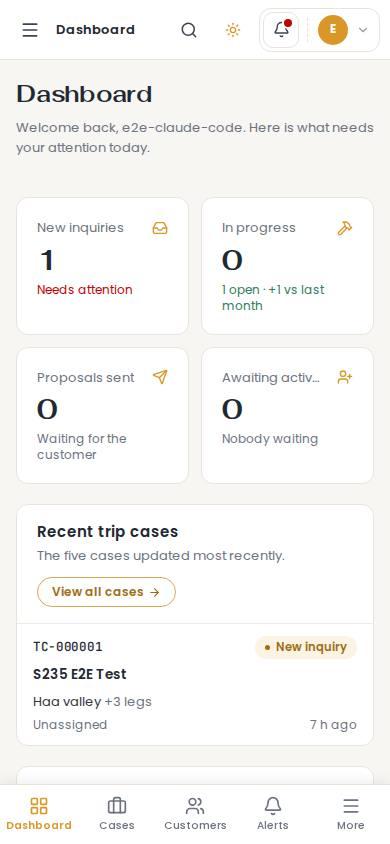 Dashboard
E
Dashboard
Welcome back, e2e-claude-code. Here is what needs
your attention today.
New inquiries
1
Needs attention
In progress
0
1 open · +1 vs last
month
Proposals sent
0
Waiting for the
customer
Awaiting activ...
0
Nobody waiting
Recent trip cases
The five cases updated most recently.
View all cases →
TC-000001
New inquiry
S235 E2E Test
Haa valley +3 legs
Unassigned
7 h ago
Dashboard
Cases
Customers
Alerts
More